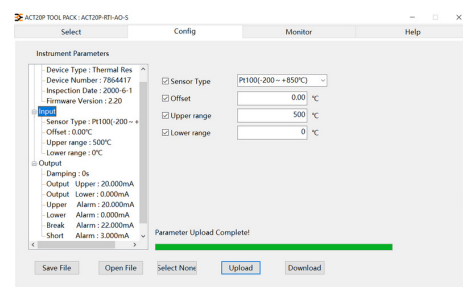 ACT20P TOOL PACK : ACT20P-RTI-AO-S
Select Config Monitor Help
Instrument Parameters
Device Type : Thermal Res
Device Number : 7864417
Inspection Date : 2000-6-1
Firmware Version : 2.20
Input
Sensor Type : Pt100(-200 ~ +
Offset : 0.00℃
Upper range : 500℃
Lower range : 0℃
Output
Damping : 0s
Output Upper : 20.000mA
Output Lower : 0.000mA
Upper Alarm : 20.000mA
Lower Alarm : 0.000mA
Break Alarm : 22.000mA
Short Alarm : 3.000mA
Sensor Type Pt100(-200 ~ +850℃)
Offset 0.00 ℃
Upper range 500 ℃
Lower range 0 ℃
Parameter Upload Complete!
Save File Open File Select None Upload Download